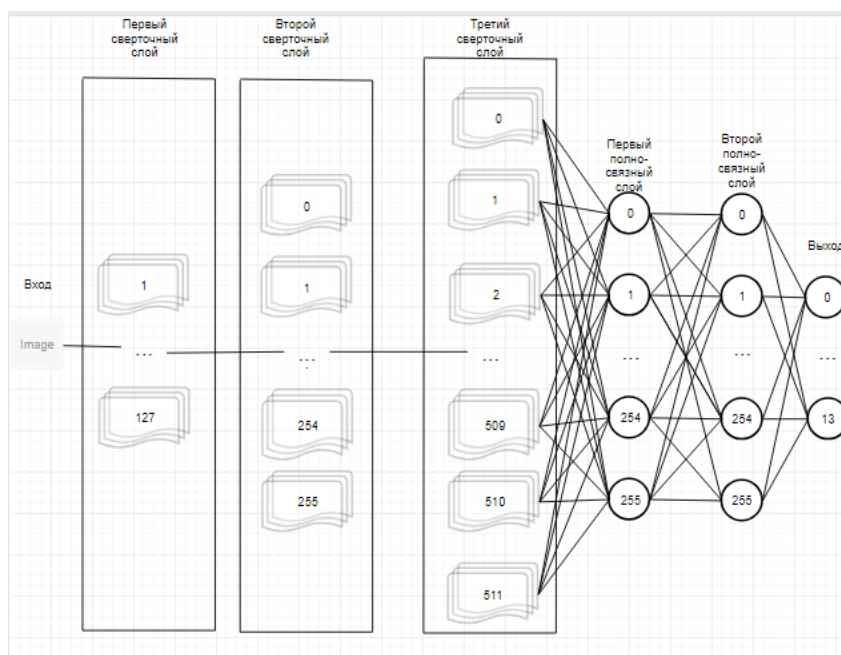 Первый
сверточный
слой
Второй
сверточный
слой
Третий
сверточный
слой
Вход
Image
1
...
127
0
1
...
254
255
0
1
2
...
509
510
511
Первый
полно-
связный
слой
0
1
...
254
255
Второй
полно-
связный
слой
0
1
...
254
255
Выход
0
...
13